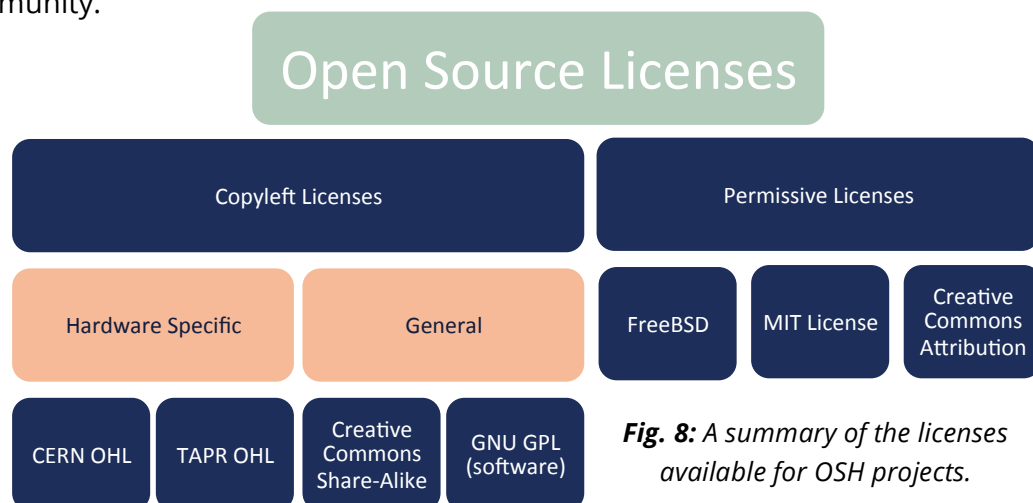 munity.
Open Source Licenses
Copyleft Licenses
Permissive Licenses
Hardware Specific
General
FreeBSD
MIT License
Creative
Commons
Attribution
CERN OHL
TAPR OHL
Creative
Commons
Share-Alike
GNU GPL
(software)
Fig. 8: A summary of the licenses
available for OSH projects.